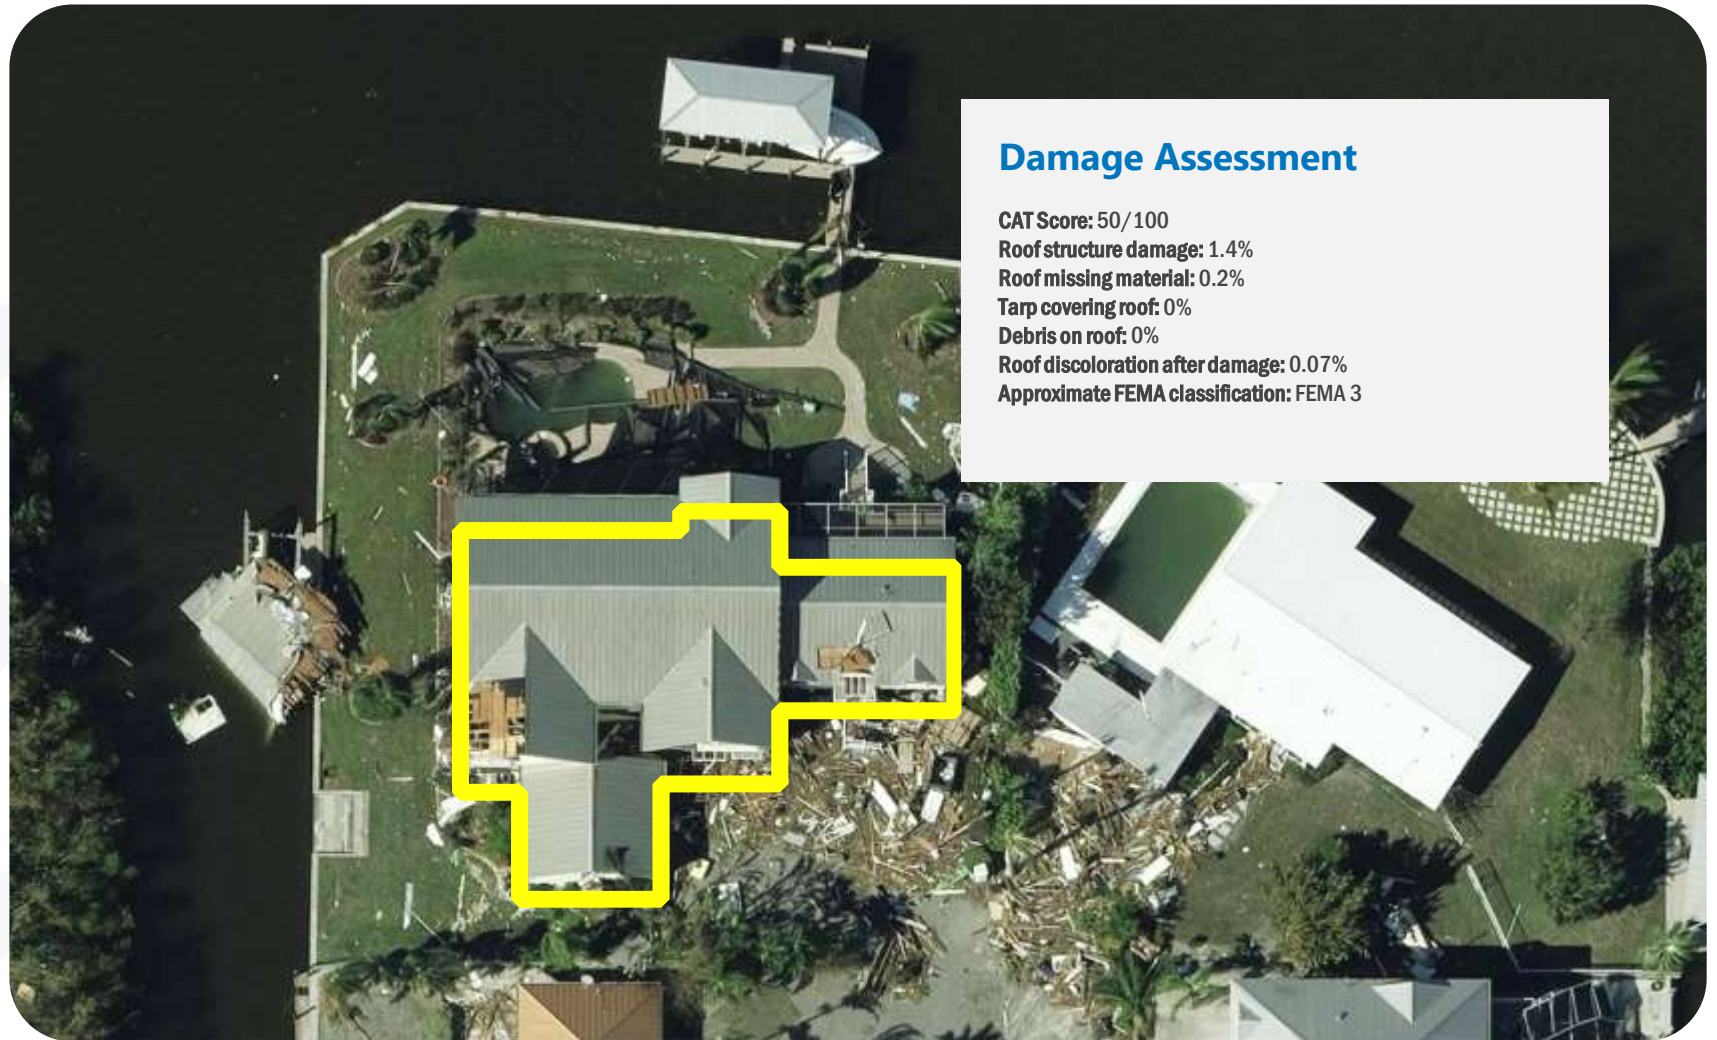 Damage Assessment
CAT Score: 50/100
Roof structure damage: 1.4%
Roof missing material: 0.2%
Tarp covering roof: 0%
Debris on roof: 0%
Roof discoloration after damage: 0.07%
Approximate FEMA classification: FEMA 3